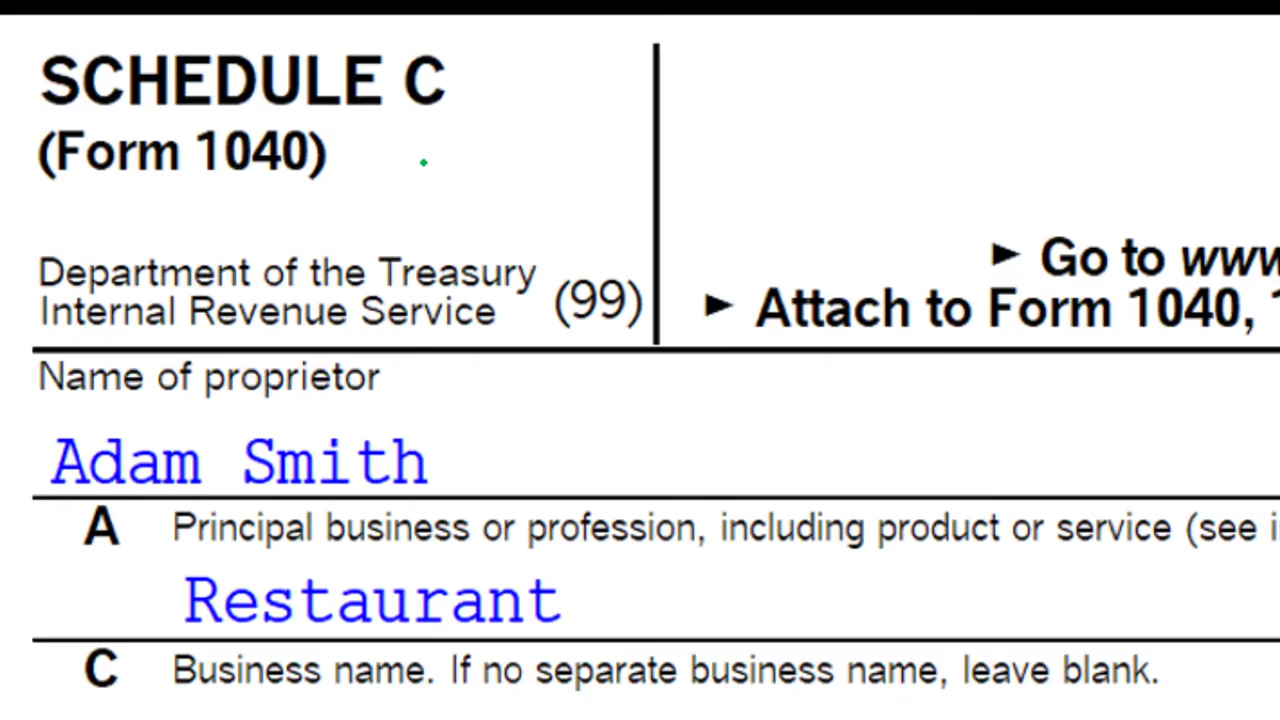 SCHEDULE C
(Form 1040)
Department of the Treasury
Internal Revenue Service (99)
► Go to www
► Attach to Form 1040,
Name of proprietor
Adam Smith
A Principal business or profession, including product or service (see
Restaurant
C Business name. If no separate business name, leave blank.